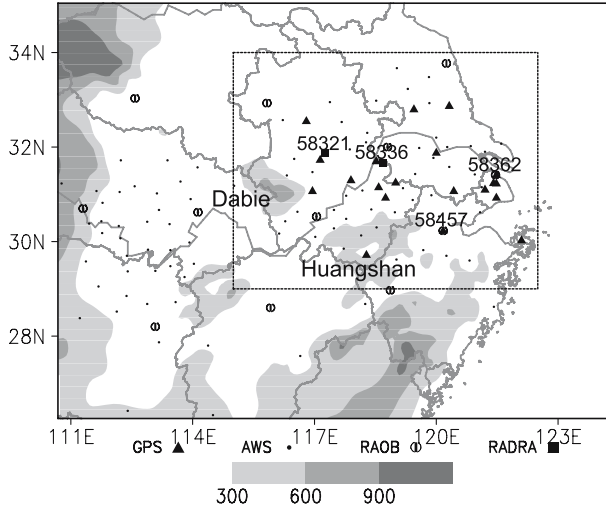 34N
32N
30N
28N
58321
58336
58362
Dabie
58457
Huangshan
111E 114E 117E 120E 123E
GPS AWS RAOB RADRA
300 600 900